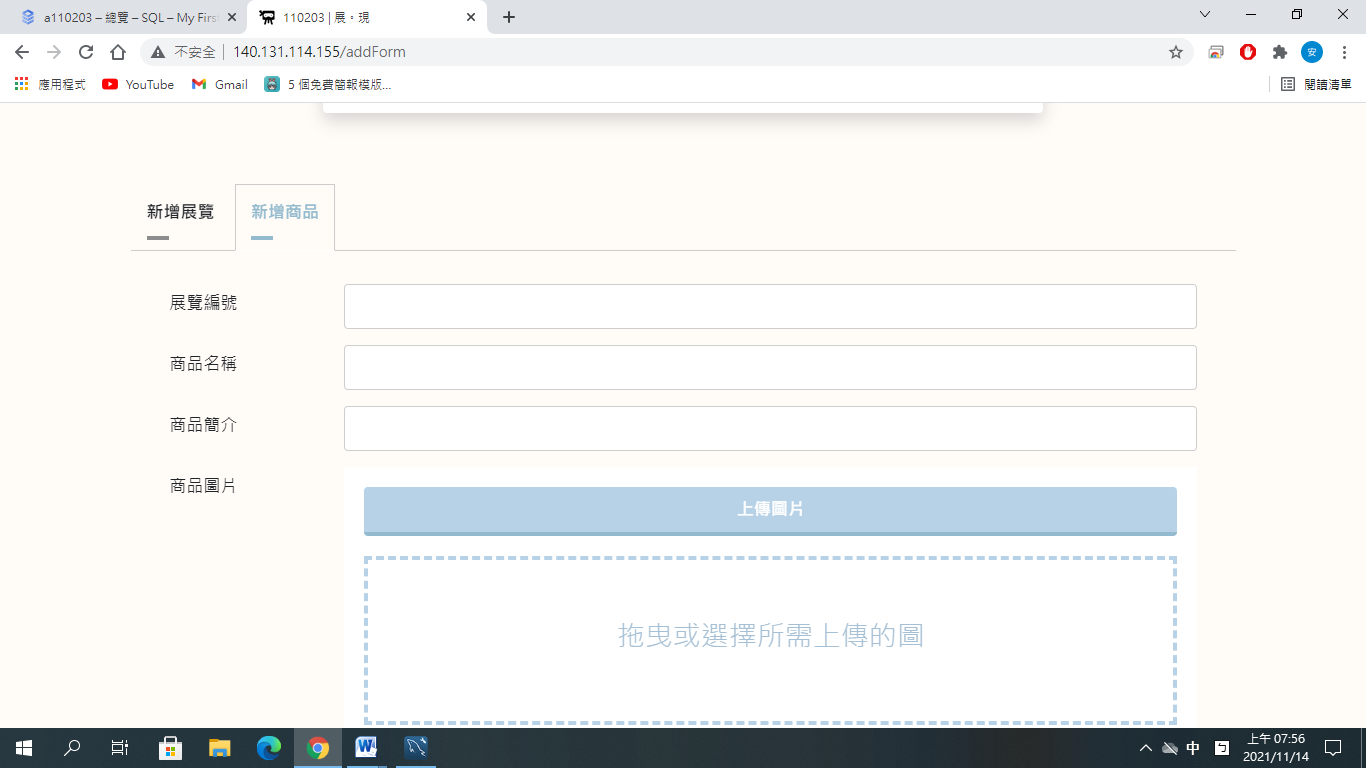 a110203 – 總覽 – SQL – My Firs
110203 | 展。現
不安全
140.131.114.155/addForm
安
應用程式
YouTube
Gmail
5 個免費簡報模版...
閱讀清單
新增展覽
新增商品
展覽編號
商品名稱
商品簡介
商品圖片
上傳圖片
拖曳或選擇所需上傳的圖
中
ㄅ
上午 07:56
2021/11/14